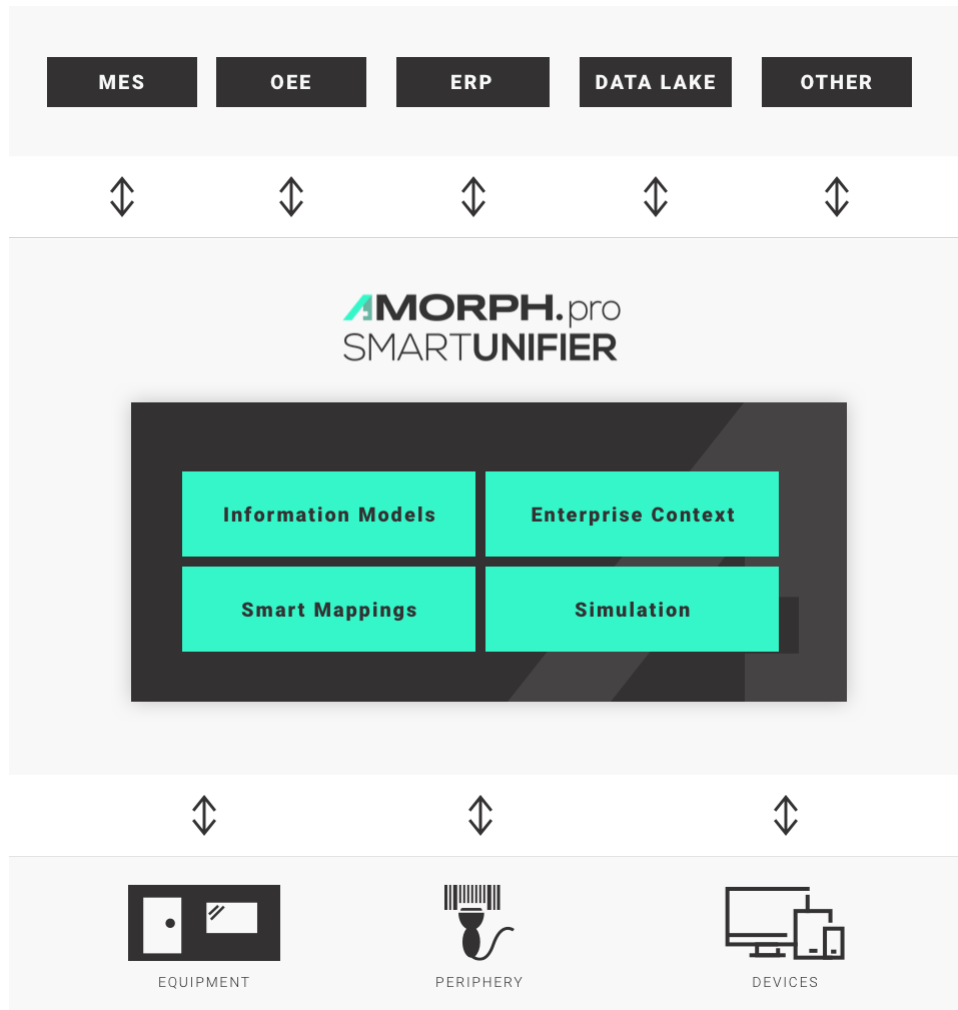 MES
OEE
ERP
DATA LAKE
OTHER
AMORPH.pro
SMARTUNIFIER
Information Models
Enterprise Context
Smart Mappings
Simulation
EQUIPMENT
PERIPHERY
DEVICES